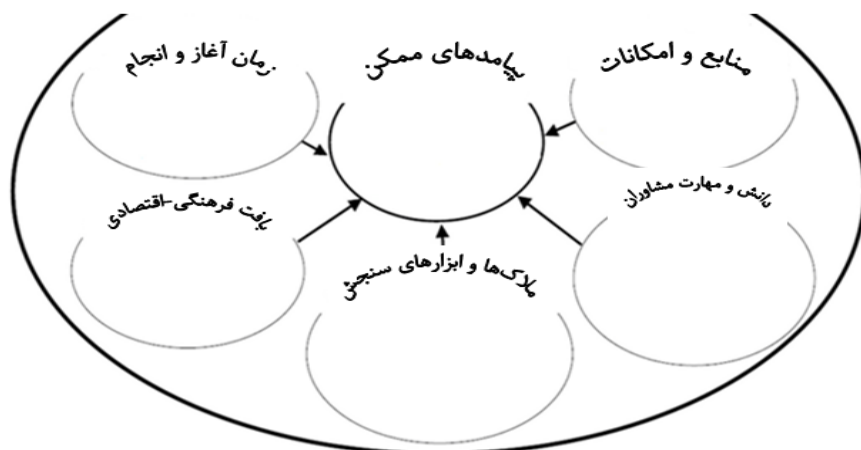 منابع و امکانات
پیامدهای ممکن
زمان آغاز و انجام
دانش و مهارت مشاوران
بافت فرهنگی-اقتصادی
ملاک‌ها و ابزارهای سنجش